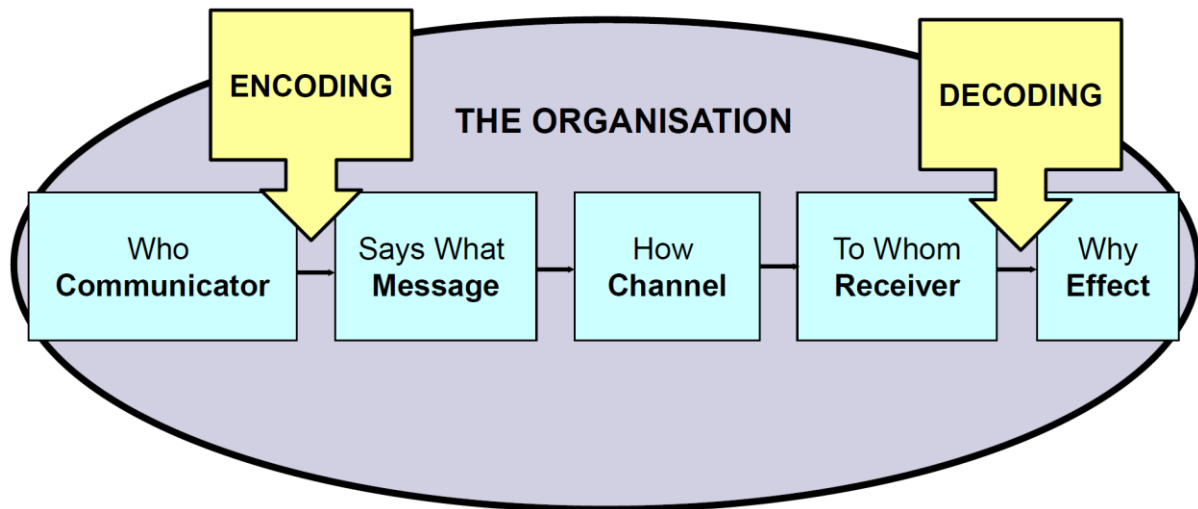 ENCODING
DECODING
THE ORGANISATION
Who
Communicator
Says What
Message
How
Channel
To Whom
Receiver
Why
Effect